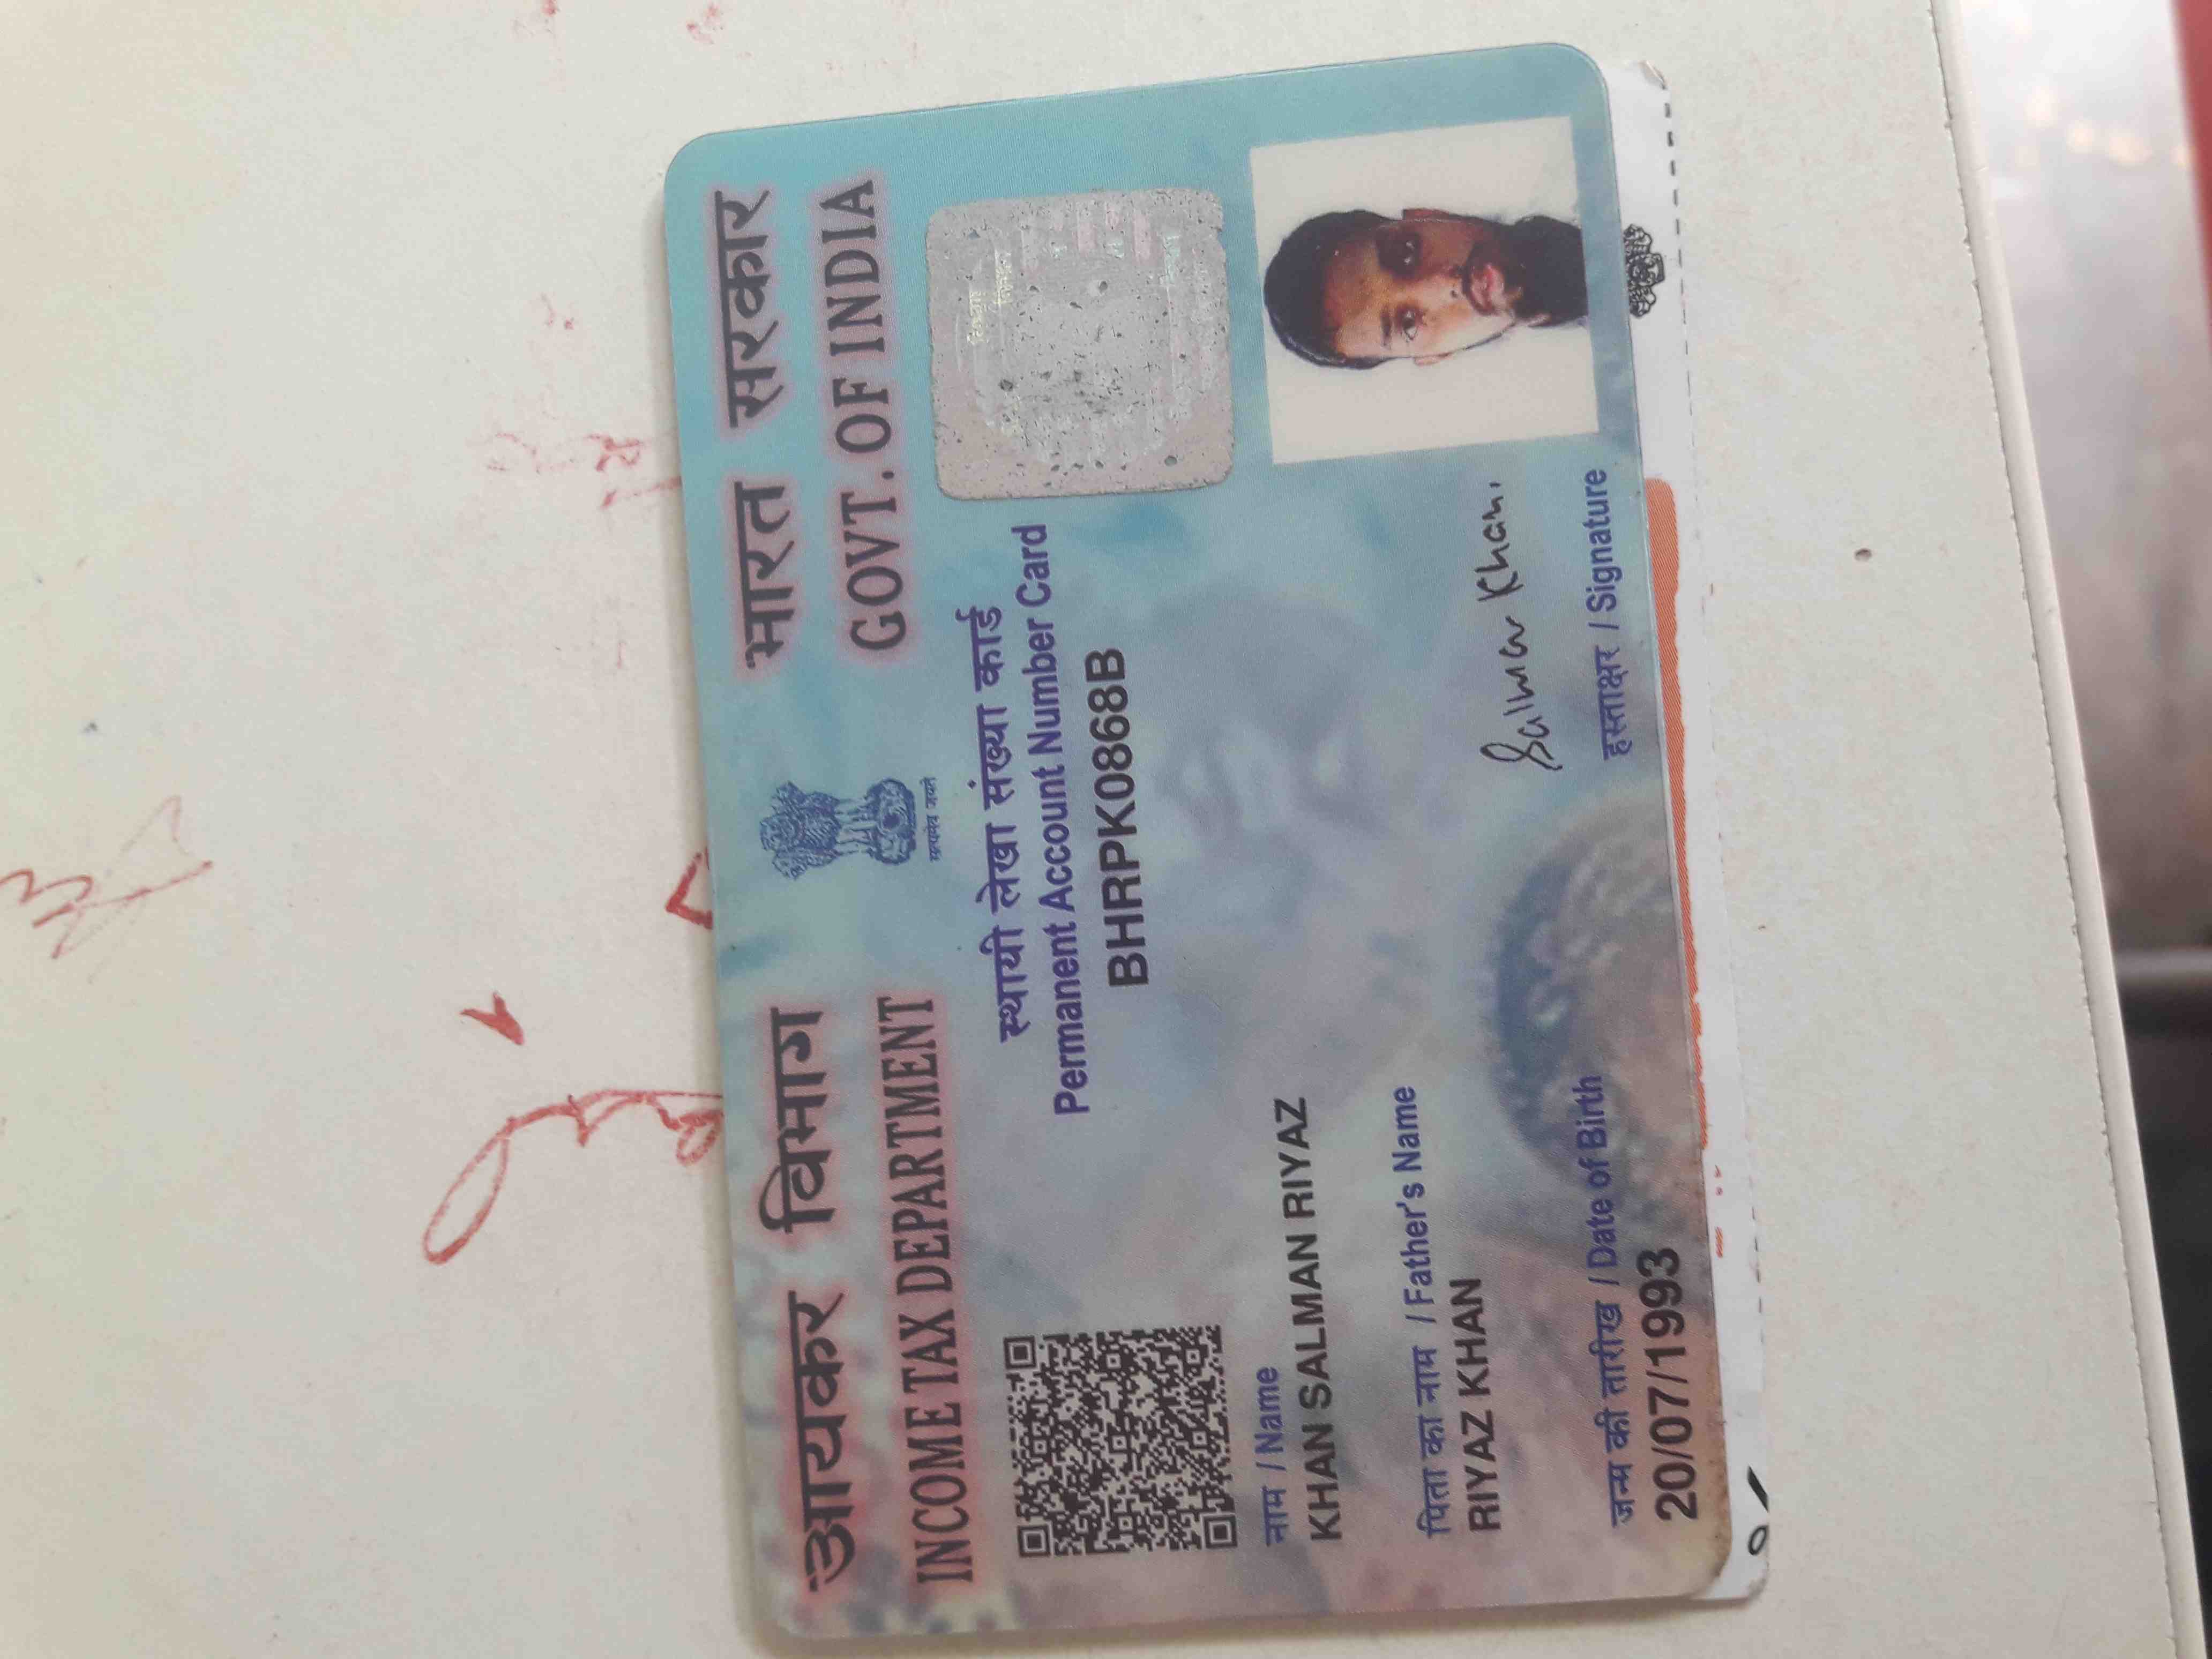 आयकर विभाग
INCOME TAX DEPARTMENT
सत्यमेव जयते
भारत सरकार
GOVT. OF INDIA
स्थायी लेखा संख्या कार्ड
Permanent Account Number Card
BHRPK0868B
नाम / Name
KHAN SALMAN RIYAZ
पिता का नाम / Father's Name
RIYAZ KHAN
जन्म की तारीख / Date of Birth
20/07/1993
Salman Khan.
हस्ताक्षर / Signature